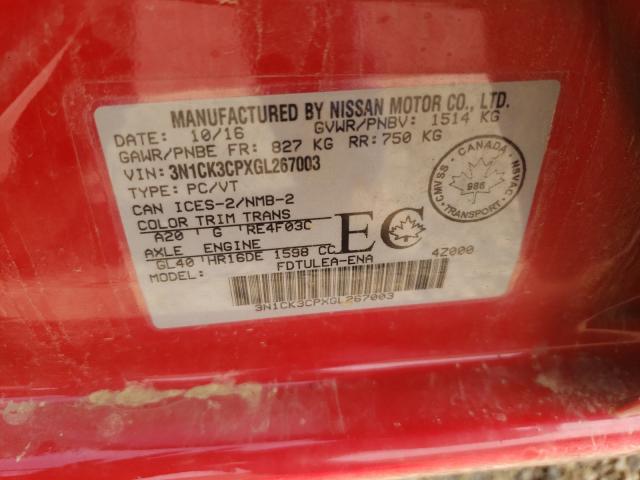 MANUFACTURED BY NISSAN MOTOR CO., LTD.
DATE: 10/16 GVWR/PNBV: 1514 KG
GAWR/PNBE FR: 827 KG RR: 750 KG
VIN: 3N1CK3CPXGL267003
TYPE: PC/VT
CAN ICES-2/NMB-2
COLOR TRIM TRANS
A20 G RE4F03C
AXLE ENGINE
GL40 HR16DE 1598 CC
MODEL: FDTULEA-ENA 4Z000
EC
3N1CK3CPXGL267003
CANADA
CMVSS
NSVAC
986
TRANSPORT